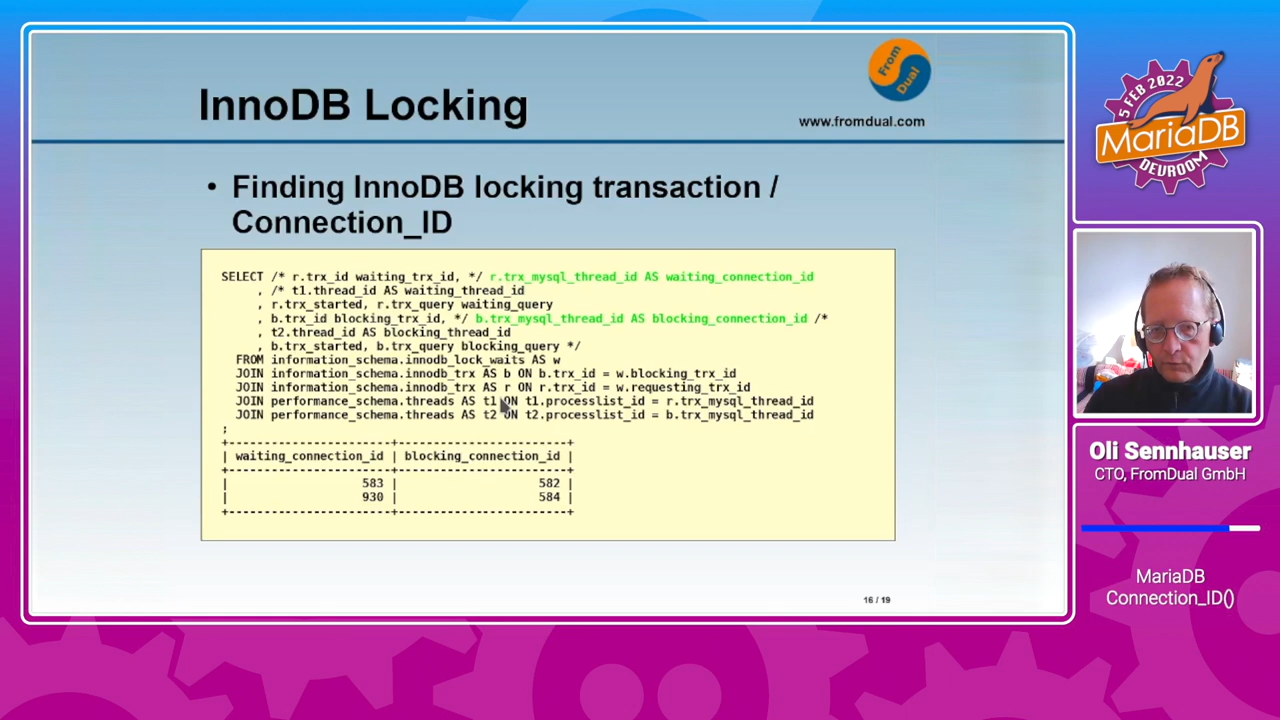 InnoDB Locking
From
Dual
www.fromdual.com
• Finding InnoDB locking transaction /
Connection_ID
SELECT /* r.trx_id waiting_trx_id, */ r.trx_mysql_thread_id AS waiting_connection_id
, /* t1.thread_id AS waiting_thread_id
, r.trx_started, r.trx_query waiting_query
, b.trx_id blocking_trx_id, */ b.trx_mysql_thread_id AS blocking_connection_id /*
, t2.thread_id AS blocking_thread_id
, b.trx_started, b.trx_query blocking_query */
FROM information_schema.innodb_lock_waits AS w
JOIN information_schema.innodb_trx AS b ON b.trx_id = w.blocking_trx_id
JOIN information_schema.innodb_trx AS r ON r.trx_id = w.requesting_trx_id
JOIN performance_schema.threads AS t1 ON t1.processlist_id = r.trx_mysql_thread_id
JOIN performance_schema.threads AS t2 ON t2.processlist_id = b.trx_mysql_thread_id
;
+-----------------------+------------------------+
| waiting_connection_id | blocking_connection_id |
+-----------------------+------------------------+
| 583 | 582 |
| 930 | 584 |
+-----------------------+------------------------+
16 / 19
5 FEB 2022
MariaDB
DEVROOM
Oli Sennhauser
CTO, FromDual GmbH
MariaDB
Connection_ID()